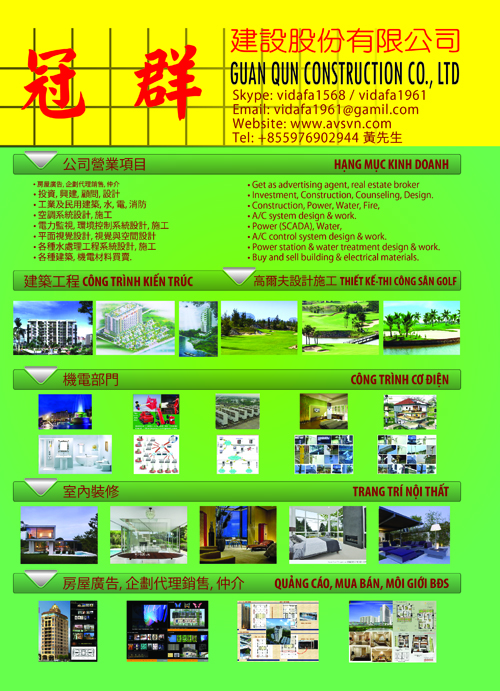 冠群
建設股份有限公司
GUAN QUN CONSTRUCTION CO., LTD
Skype: vidafa1568 / vidafa1961
Email: vidafa1961@gamil.com
Website: www.avsvn.com
Tel: +855976902944 黃先生
公司營業項目 HẠNG MỤC KINH DOANH
• 房屋廣告, 企劃代理銷售, 仲介
• 投資, 興建, 顧問, 設計
• 工業及民用建築, 水, 電, 消防
• 空調系統設計, 施工
• 電力監視, 環境控制系統設計, 施工
• 平面視覺設計, 視覺與空間設計
• 各種水處理工程系統設計, 施工
• 各種建築, 機電材料買賣.
• Get as advertising agent, real estate broker
• Investment, Construction, Counseling, Design.
• Construction, Power, Water, Fire,
• A/C system design & work.
• Power (SCADA), Water,
• A/C control system design & work.
• Power station & water treatment design & work.
• Buy and sell building & electrical materials.
建築工程 CÔNG TRÌNH KIẾN TRÚC
高爾夫設計施工 THIẾT KẾ-THI CÔNG SÂN GOLF
機電部門 CÔNG TRÌNH CƠ ĐIỆN
室內裝修 TRANG TRÍ NỘI THẤT
房屋廣告, 企劃代理銷售, 仲介 QUẢNG CÁO, MUA BÁN, MÔI GIỚI BĐS